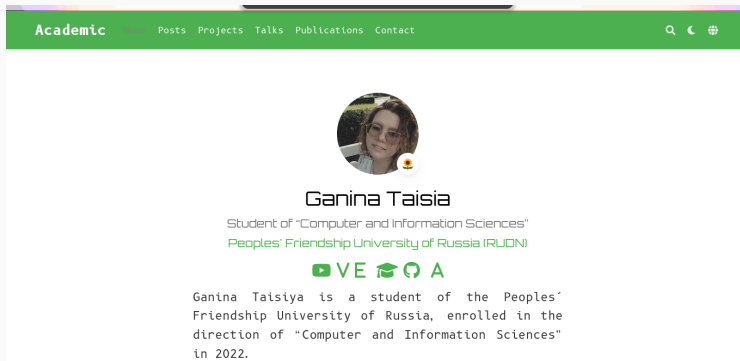 Academic Home Posts Projects Talks Publications Contact
Ganina Taisia
Student of “Computer and Information Sciences”
Peoples’ Friendship University of Russia (RUDN)
V E A
Ganina Taisiya is a student of the Peoples´
Friendship University of Russia, enrolled in the
direction of “Computer and Information Sciences”
in 2022.